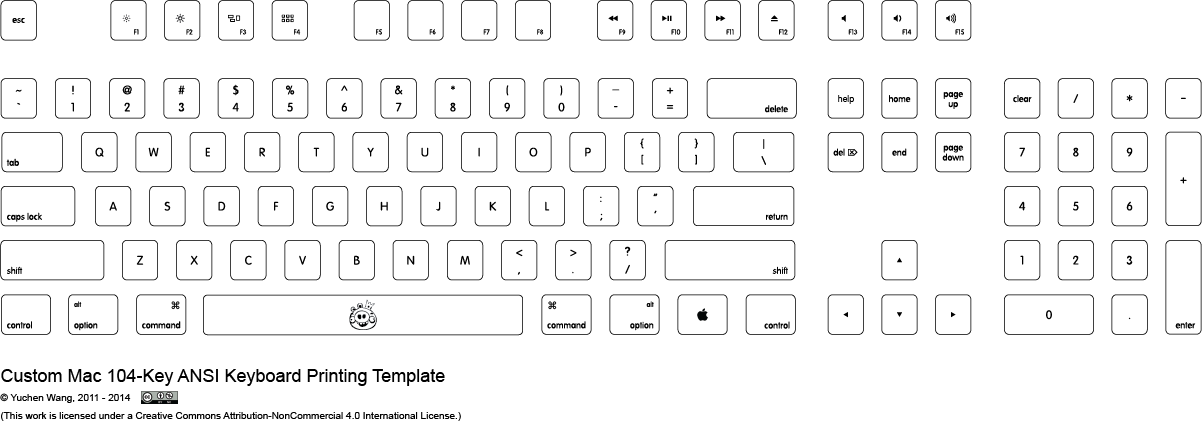 esc F1 F2 F3 F4 F5 F6 F7 F8 F9 F10 F11 F12 F13 F14 F15
~ ! @ # $ % ^ & * ( ) — +
` 1 2 3 4 5 6 7 8 9 0 - = delete help home page up clear / * -
tab Q W E R T Y U I O P { [ } ] | \ del ⌦ end page down 7 8 9 +
caps lock A S D F G H J K L : ; “ ‘ return 4 5 6
shift Z X C V B N M < , > . ? / shift ▲ 1 2 3 enter
control alt option ⌘ command ⌘ command alt option control ◄ ▼ ► 0 .
Custom Mac 104-Key ANSI Keyboard Printing Template
© Yuchen Wang, 2011 - 2014
(This work is licensed under a Creative Commons Attribution-NonCommercial 4.0 International License.)